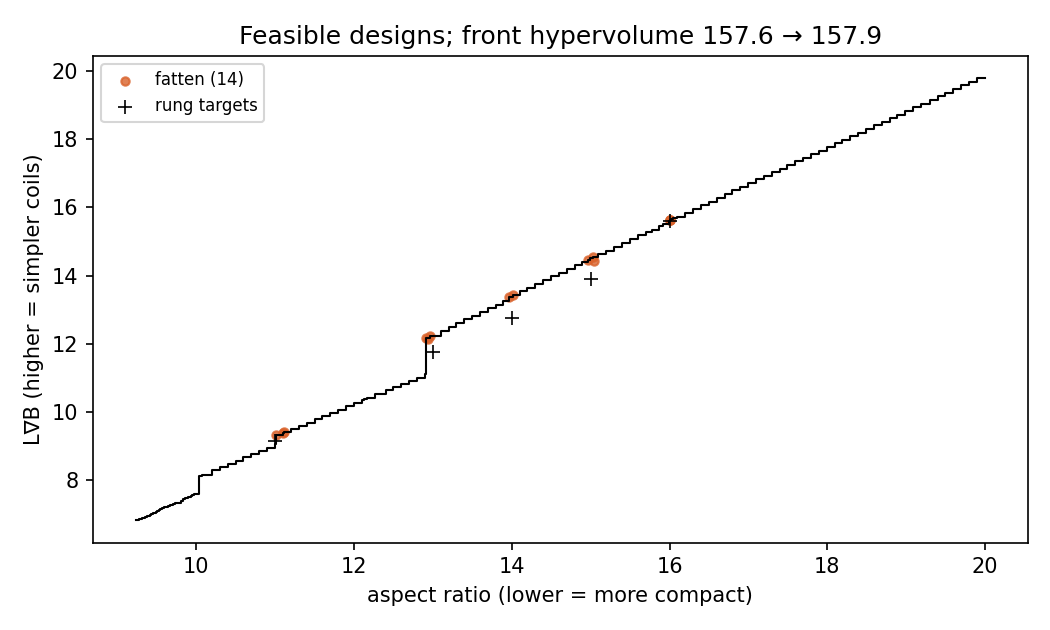 Feasible designs; front hypervolume 157.6 → 157.9
fatten (14)
rung targets
L∇B (higher = simpler coils)
20
18
16
14
12
10
8
10 12 14 16 18 20
aspect ratio (lower = more compact)